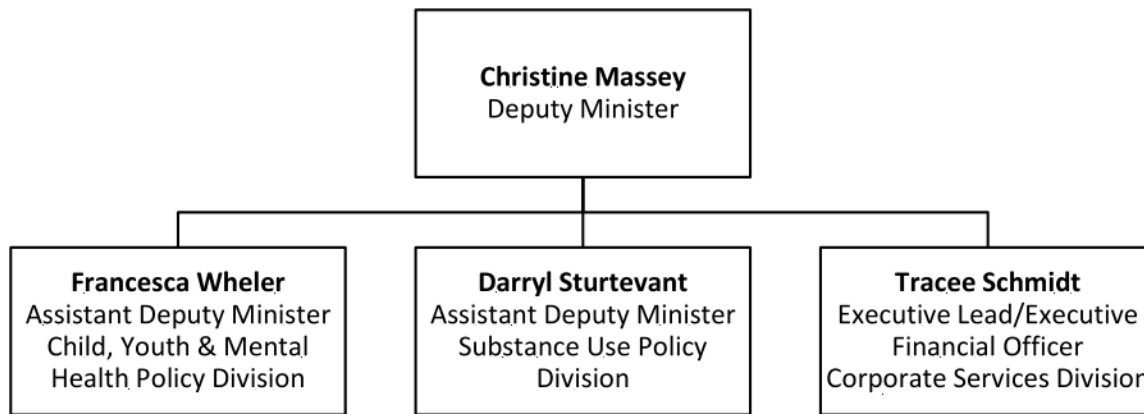 Christine Massey
Deputy Minister
Francesca Wheler
Assistant Deputy Minister
Child, Youth & Mental
Health Policy Division
Darryl Sturtevant
Assistant Deputy Minister
Substance Use Policy
Division
Tracee Schmidt
Executive Lead/Executive
Financial Officer
Corporate Services Division